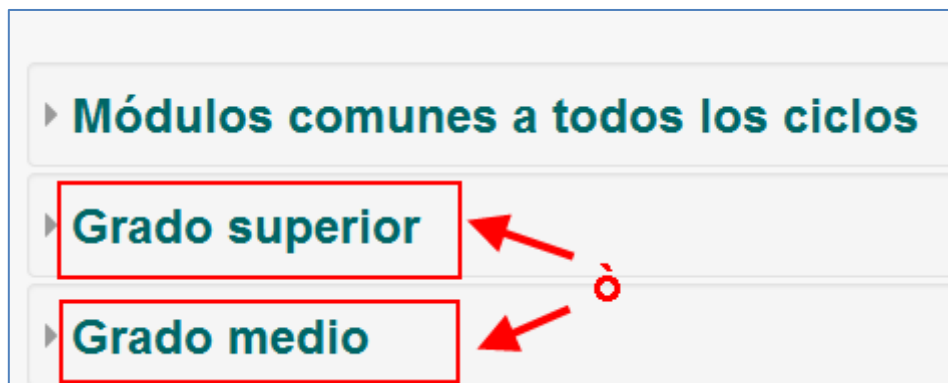 Módulos comunes a todos los ciclos
Grado superior
ò
Grado medio